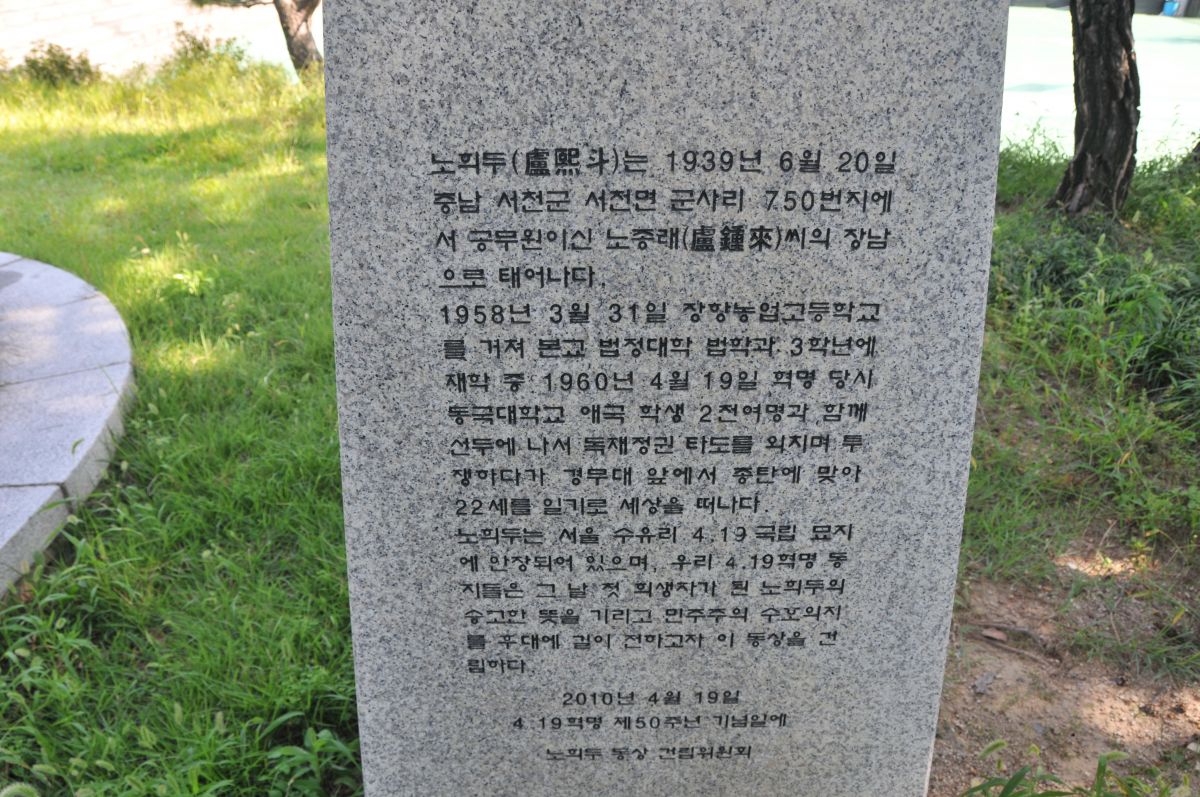 노희두(盧熙斗)는 1939년 6월 20일
충남 서천군 서천면 군사리 750번지에
서 공무원이신 노종래(盧鍾來)씨의 장남
으로 태어나다.
1958년 3월 31일 장항농업고등학교
를 거쳐 본교 법정대학 법학과 3학년에
재학 중 1960년 4월 19일 혁명 당시
동국대학교 애국 학생 2천여명과 함께
선두에 나서 독재정권 타도를 외치며 투
쟁하다가 경무대 앞에서 총탄에 맞아
22세를 일기로 세상을 떠나다
노희두는 서울 수유리 4.19 국립 묘지
에 안장되어 있으며, 우리 4.19혁명 동
지들은 그 날 첫 희생자가 된 노희두의
숭고한 뜻을 기리고 민주주의 수호의지
를 후대에 길이 전하고자 이 동상을 건
립하다.
2010년 4월 19일
4.19혁명 제50주년 기념일에
노희두 동상 건립위원회